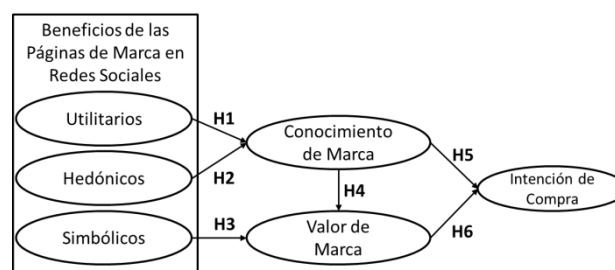 Beneficios de las
Páginas de Marca en
Redes Sociales
Utilitarios
Hedónicos
Simbólicos
H1
H2
H3
Conocimiento
de Marca
H4
Valor de
Marca
H5
H6
Intención de
Compra